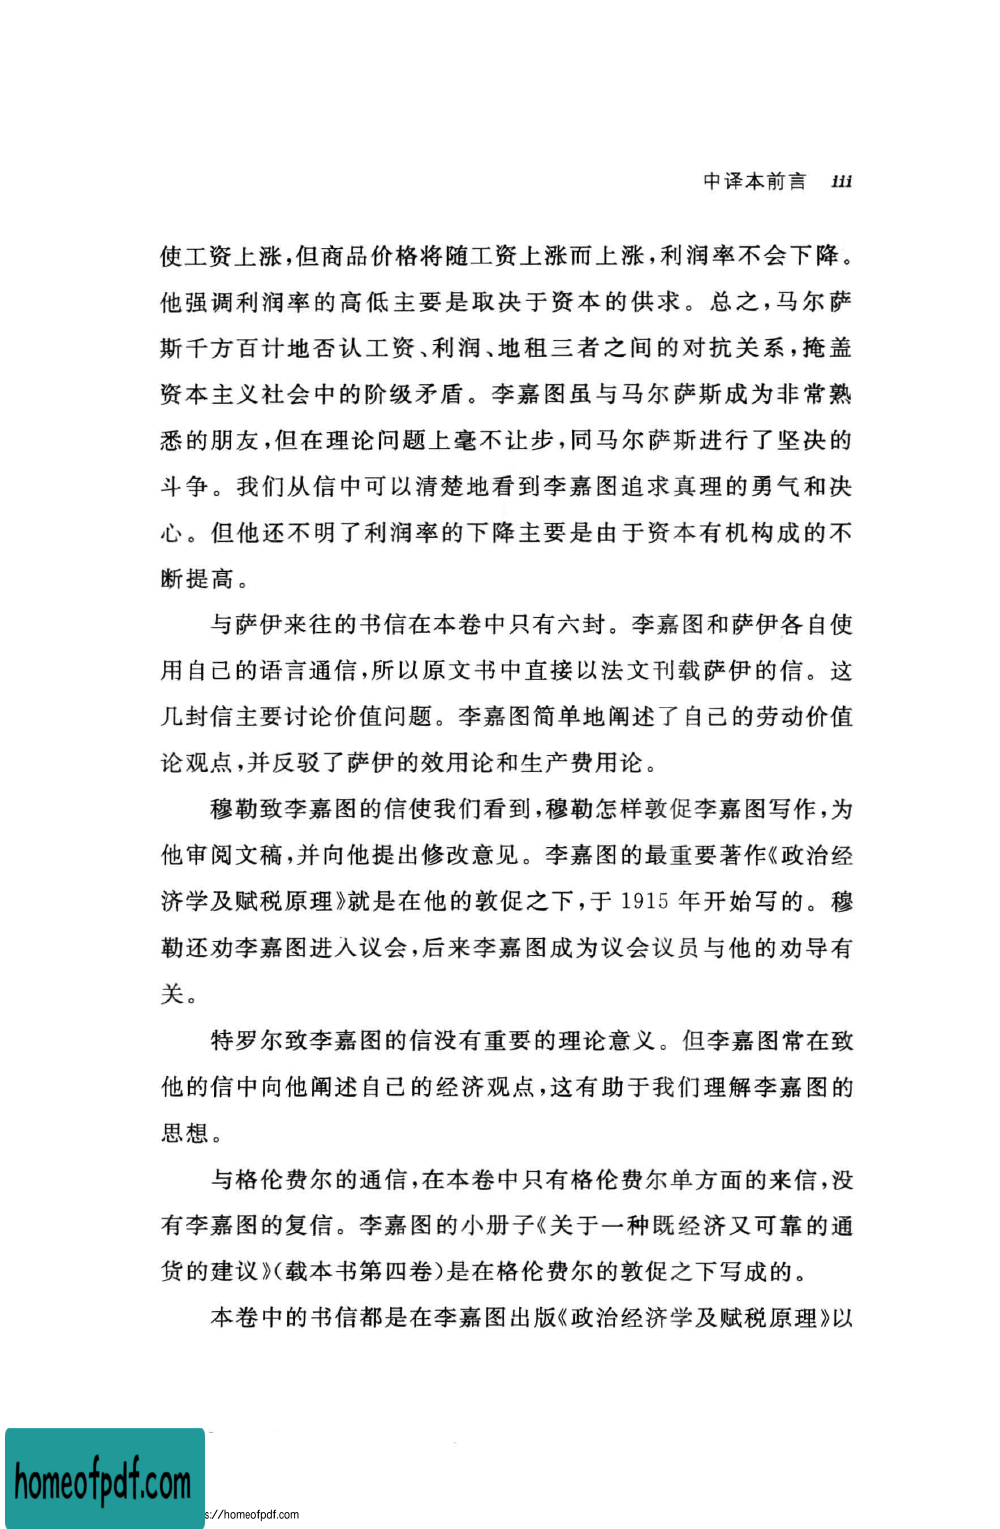 中译本前言 iii
使工资上涨,但商品价格将随工资上涨而上涨,利润率不会下降。
他强调利润率的高低主要是取决于资本的供求。总之,马尔萨
斯千方百计地否认工资、利润、地租三者之间的对抗关系,掩盖
资本主义社会中的阶级矛盾。李嘉图虽与马尔萨斯成为非常熟
悉的朋友,但在理论问题上毫不让步,同马尔萨斯进行了坚决的
斗争。我们从信中可以清楚地看到李嘉图追求真理的勇气和决
心。但他还不明了利润率的下降主要是由于资本有机构成的不
断提高。
与萨伊来往的书信在本卷中只有六封。李嘉图和萨伊各自使
用自己的语言通信,所以原文书中直接以法文刊载萨伊的信。这
几封信主要讨论价值问题。李嘉图简单地阐述了自己的劳动价值
论观点,并反驳了萨伊的效用论和生产费用论。
穆勒致李嘉图的信使我们看到,穆勒怎样敦促李嘉图写作,为
他审阅文稿,并向他提出修改意见。李嘉图的最重要著作《政治经
济学及赋税原理》就是在他的敦促之下,于 1915 年开始写的。穆
勒还劝李嘉图进入议会,后来李嘉图成为议会议员与他的劝导有
关。
特罗尔致李嘉图的信没有重要的理论意义。但李嘉图常在致
他的信中向他阐述自己的经济观点,这有助于我们理解李嘉图的
思想。
与格伦费尔的通信,在本卷中只有格伦费尔单方面的来信,没
有李嘉图的复信。李嘉图的小册子《关于一种既经济又可靠的通
货的建议》(载本书第四卷)是在格伦费尔的敦促之下写成的。
本卷中的书信都是在李嘉图出版《政治经济学及赋税原理》以
homeofpdf.com
s://homeofpdf.com